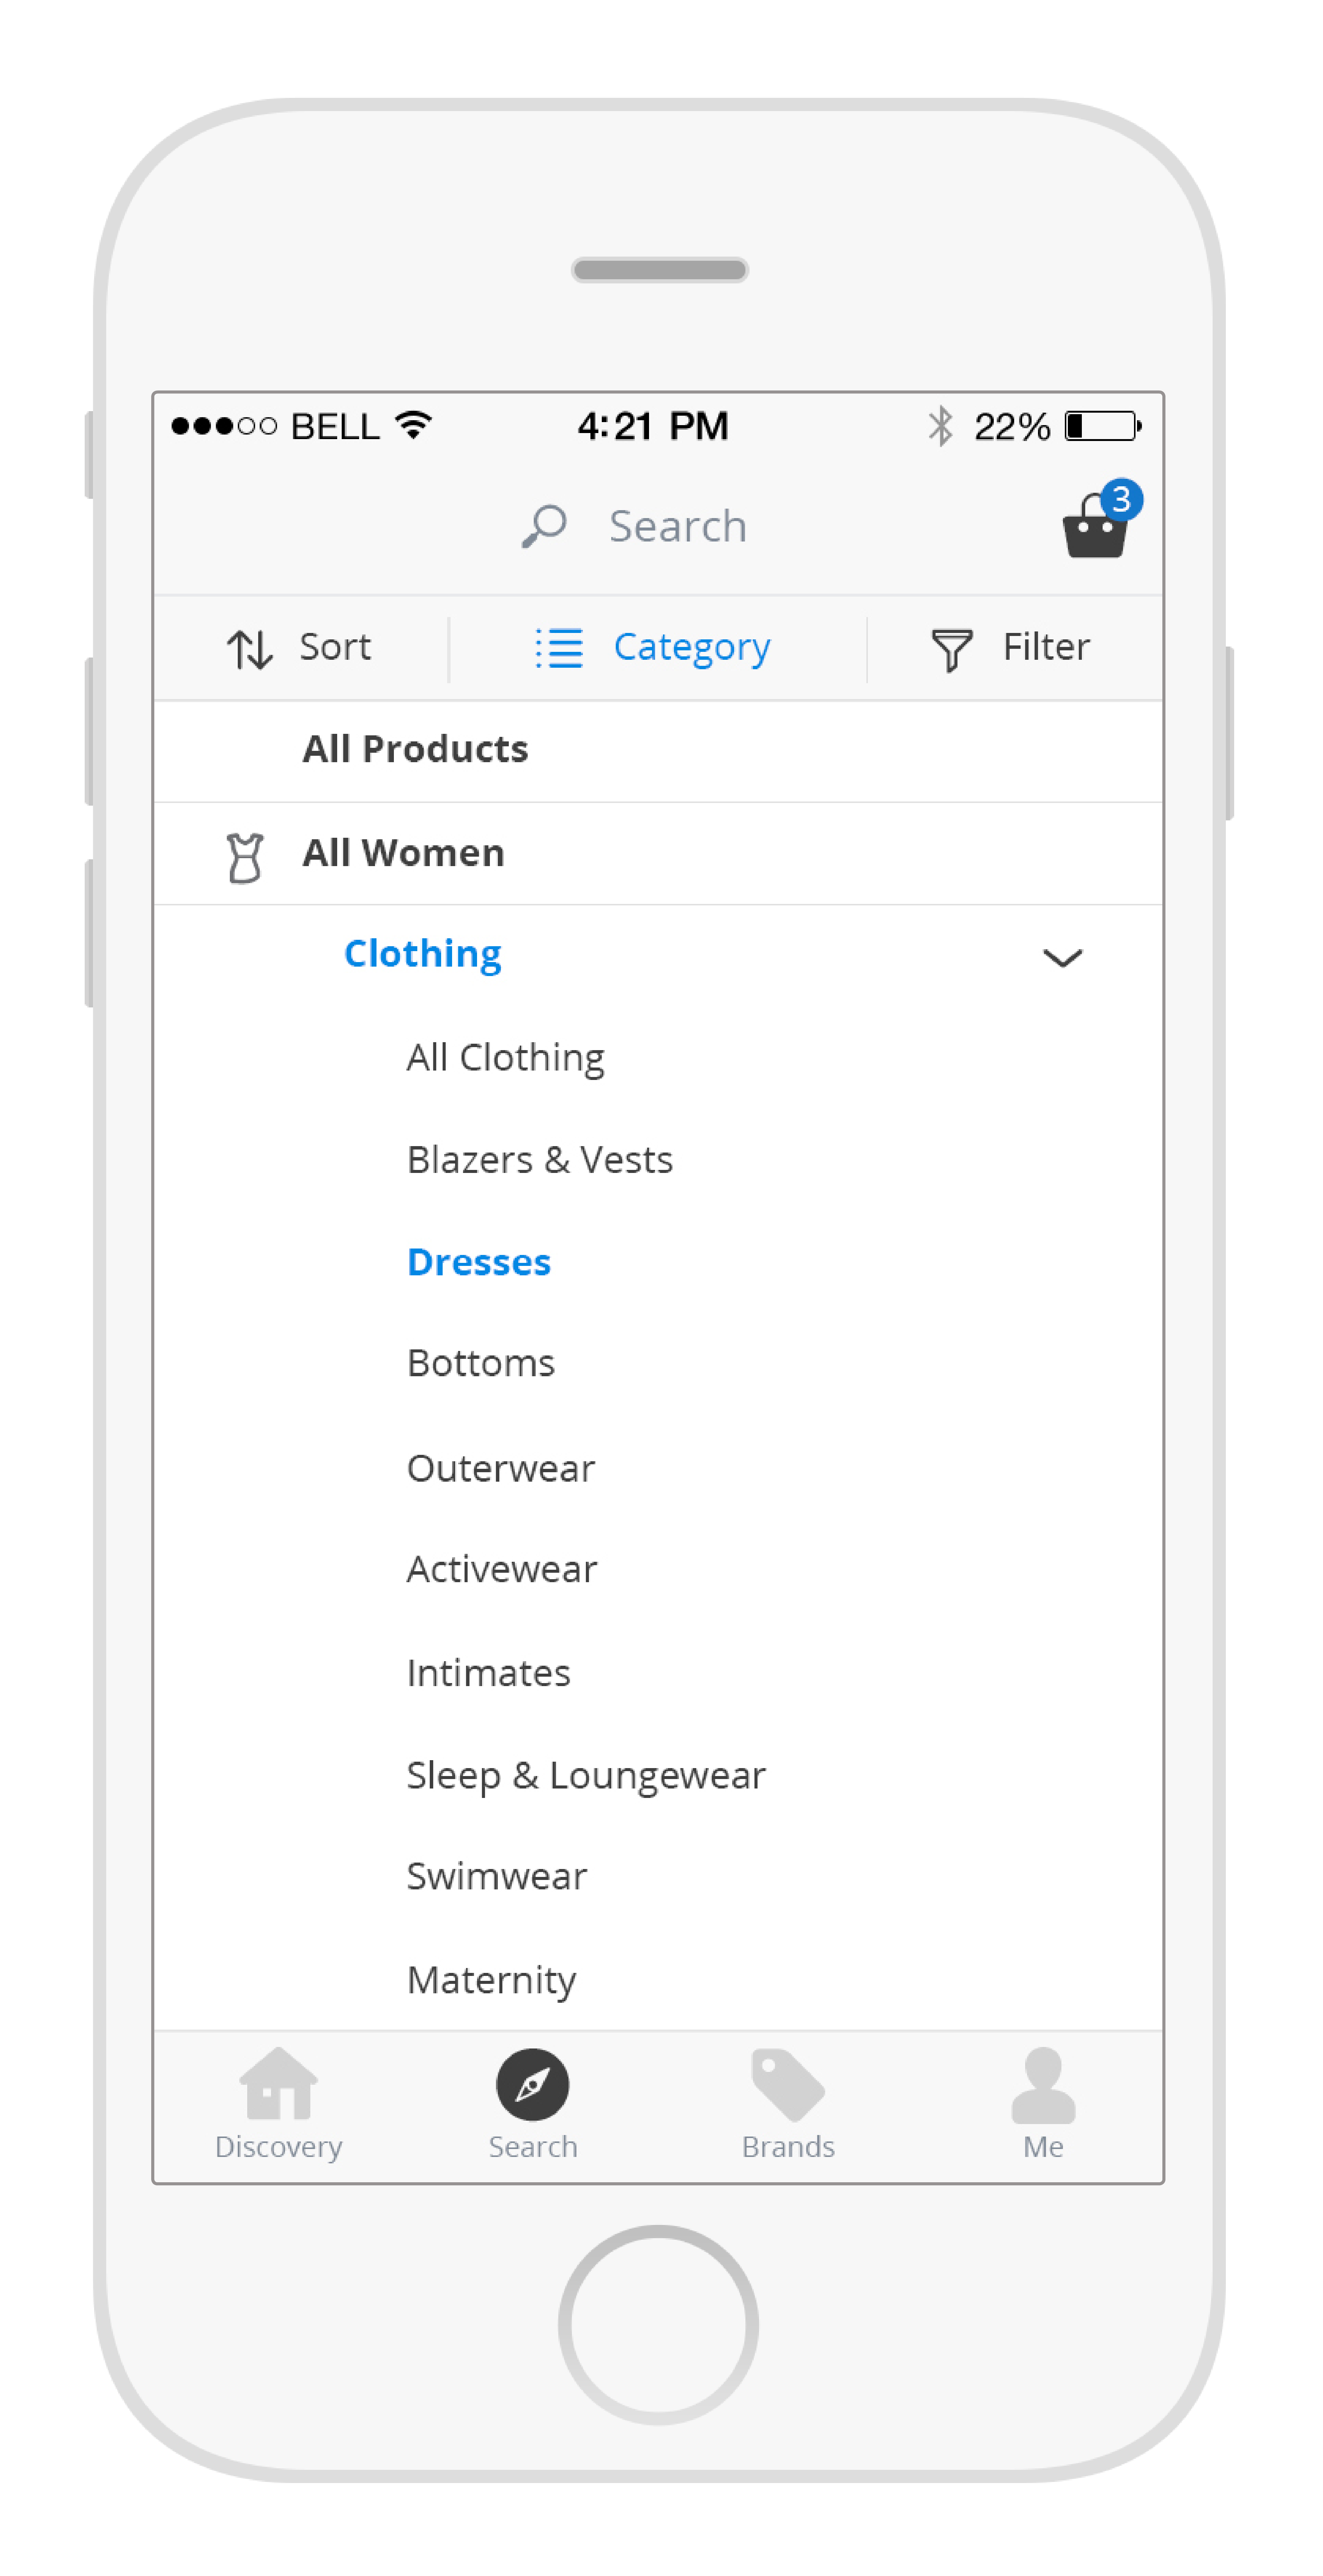 BELL 4:21 PM 22%
Search 3
Sort Category Filter
All Products
All Women
Clothing
All Clothing
Blazers & Vests
Dresses
Bottoms
Outerwear
Activewear
Intimates
Sleep & Loungewear
Swimwear
Maternity
Discovery Search Brands Me